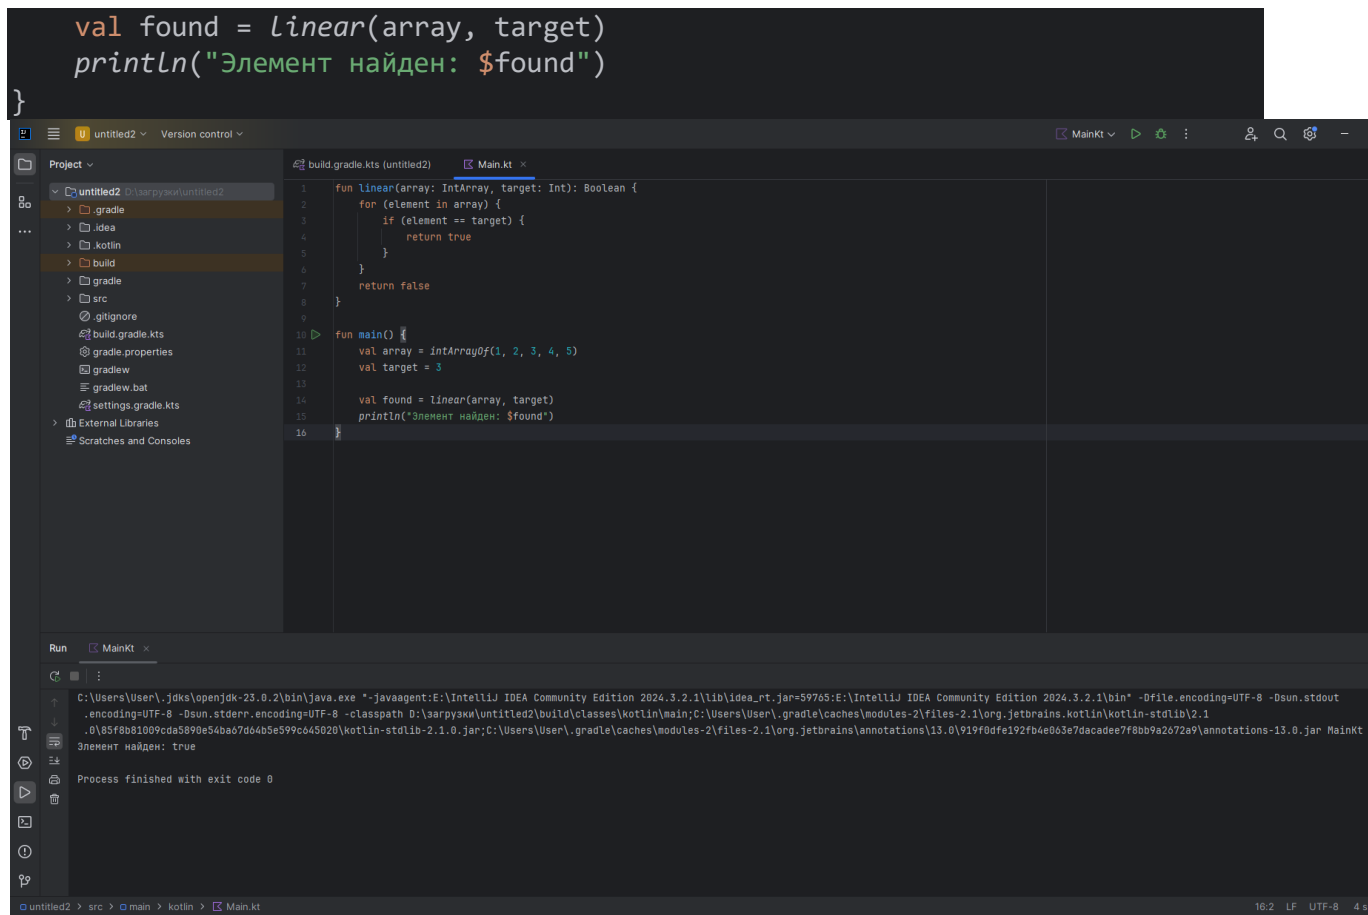 val found = linear(array, target)
println("Элемент найден: $found")
}
U untitled2 Version control MainKt
Project
build.gradle.kts (untitled2) Main.kt
untitled2 D:\загрузки\untitled2
.gradle
.idea
.kotlin
build
gradle
src
.gitignore
build.gradle.kts
gradle.properties
gradlew
gradlew.bat
settings.gradle.kts
External Libraries
Scratches and Consoles
1 fun linear(array: IntArray, target: Int): Boolean {
2 for (element in array) {
3 if (element == target) {
4 return true
5 }
6 }
7 return false
8 }
9
10 fun main() {
11 val array = intArrayOf(1, 2, 3, 4, 5)
12 val target = 3
13
14 val found = linear(array, target)
15 println("Элемент найден: $found")
16 }
Run MainKt
C:\Users\User\.jdks\openjdk-23.0.2\bin\java.exe "-javaagent:E:\IntelliJ IDEA Community Edition 2024.3.2.1\lib\idea_rt.jar=59765:E:\IntelliJ IDEA Community Edition 2024.3.2.1\bin" -Dfile.encoding=UTF-8 -Dsun.stdout
.encoding=UTF-8 -Dsun.stderr.encoding=UTF-8 -classpath D:\загрузки\untitled2\build\classes\kotlin\main;C:\Users\User\.gradle\caches\modules-2\files-2.1\org.jetbrains.kotlin\kotlin-stdlib\2.1
.0\85f8b81009cda5890e54ba67d64b5e599c645020\kotlin-stdlib-2.1.0.jar;C:\Users\User\.gradle\caches\modules-2\files-2.1\org.jetbrains\annotations\13.0\919f0dfe192fb4e063e7dacadee7f8bb9a2672a9\annotations-13.0.jar MainKt
Элемент найден: true
Process finished with exit code 0
untitled2 > src > main > kotlin > Main.kt 16:2 LF UTF-8 4 s